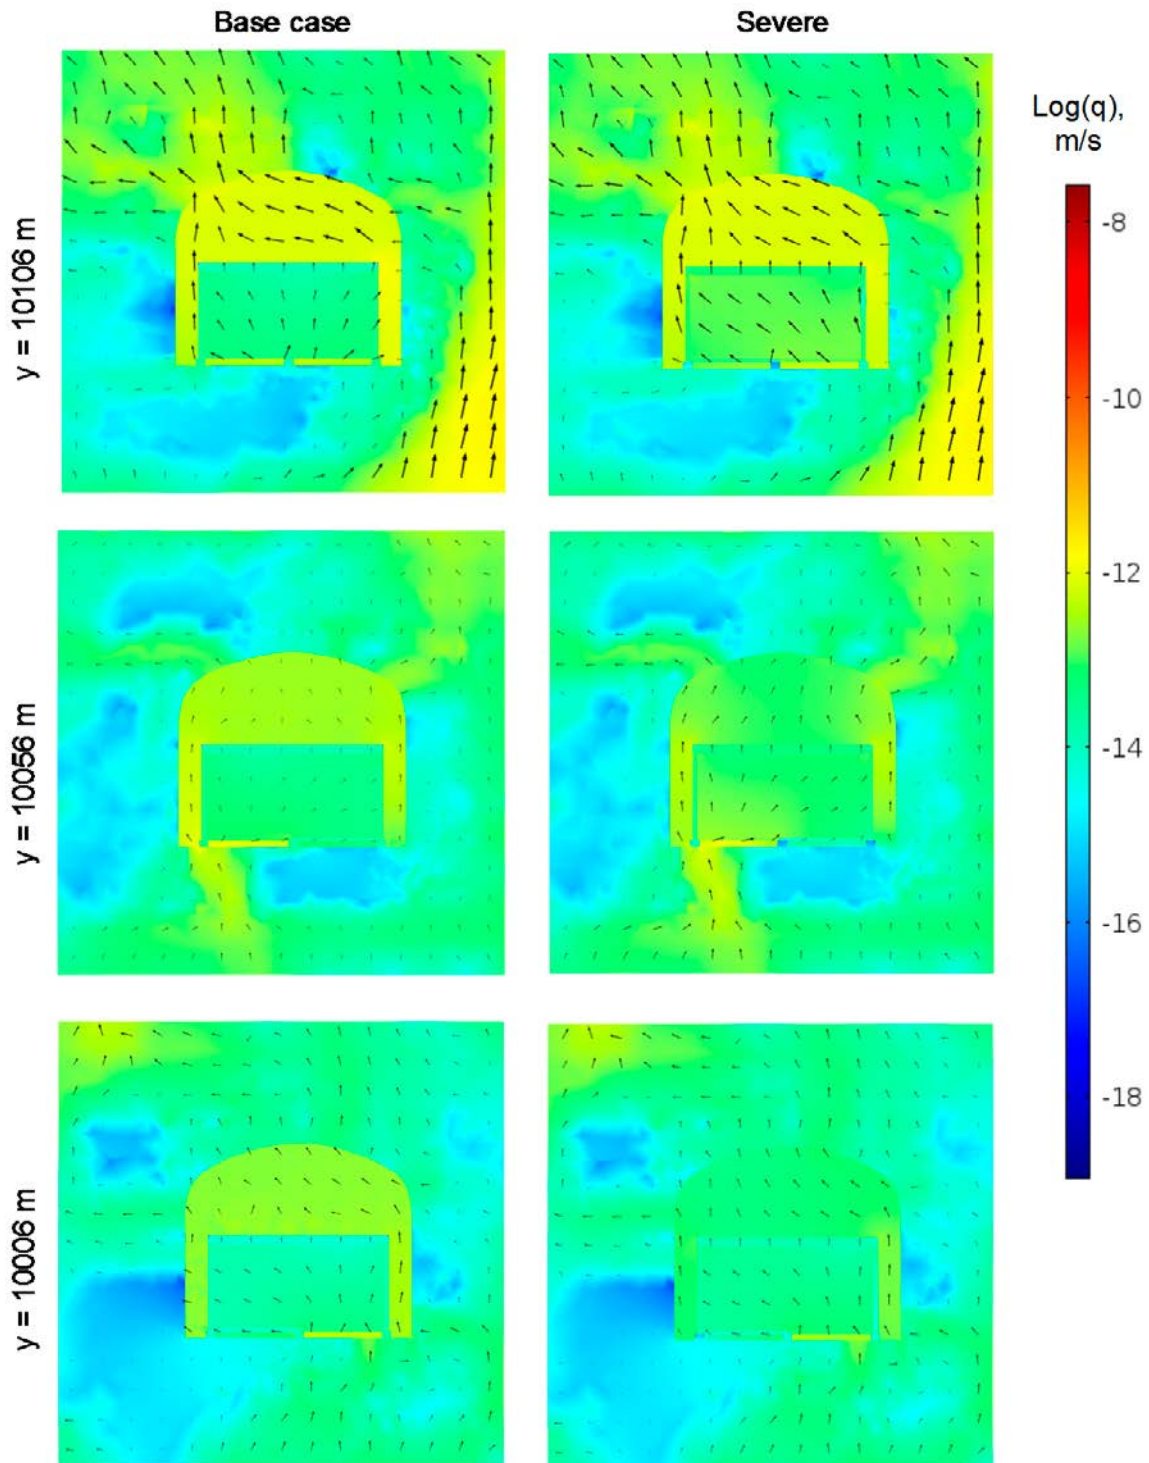 Base case
Severe
Log(q),
m/s
y = 10106 m
-8
-10
-12
y = 10056 m
-14
-16
-18
y = 10006 m